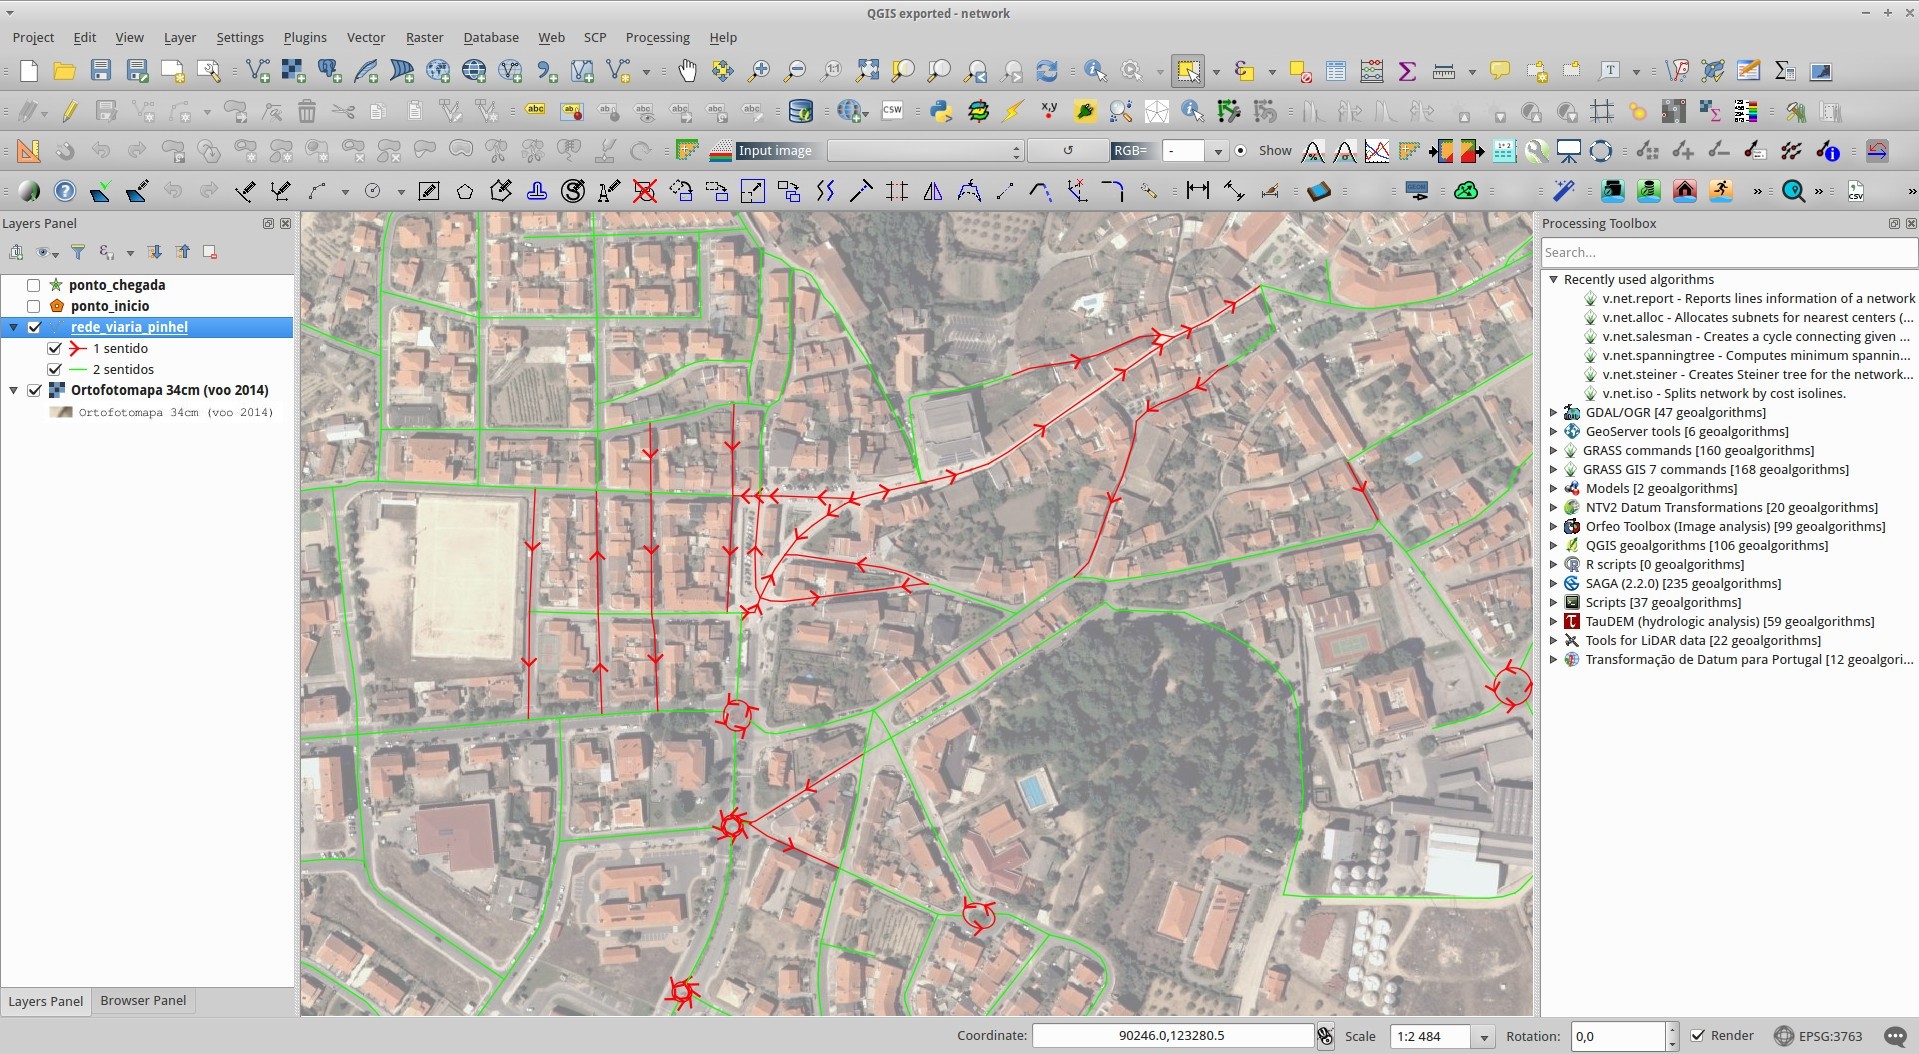 QGIS exported - network
Project Edit View Layer Settings Plugins Vector Raster Database Web SCP Processing Help
1:1
T
abc ab abc CSW x,y
Input image RGB= - Show
CSV
Layers Panel
ponto_chegada
ponto_inicio
rede_viaria_pinhel
1 sentido
2 sentidos
Ortofotomapa 34cm (voo 2014)
Ortofotomapa 34cm (voo 2014)
Layers Panel Browser Panel
Processing Toolbox
Search...
Recently used algorithms
v.net.report - Reports lines information of a network
v.net.alloc - Allocates subnets for nearest centers (...
v.net.salesman - Creates a cycle connecting given ...
v.net.spanningtree - Computes minimum spannin...
v.net.steiner - Creates Steiner tree for the network...
v.net.iso - Splits network by cost isolines.
GDAL/OGR [47 geoalgorithms]
GeoServer tools [6 geoalgorithms]
GRASS commands [160 geoalgorithms]
GRASS GIS 7 commands [168 geoalgorithms]
Models [2 geoalgorithms]
NTV2 Datum Transformations [20 geoalgorithms]
Orfeo Toolbox (Image analysis) [99 geoalgorithms]
QGIS geoalgorithms [106 geoalgorithms]
R scripts [0 geoalgorithms]
SAGA (2.2.0) [235 geoalgorithms]
Scripts [37 geoalgorithms]
TauDEM (hydrologic analysis) [59 geoalgorithms]
Tools for LiDAR data [22 geoalgorithms]
Transformação de Datum para Portugal [12 geoalgori...
Coordinate: 90246.0,123280.5 Scale 1:2 484 Rotation: 0,0 Render EPSG:3763